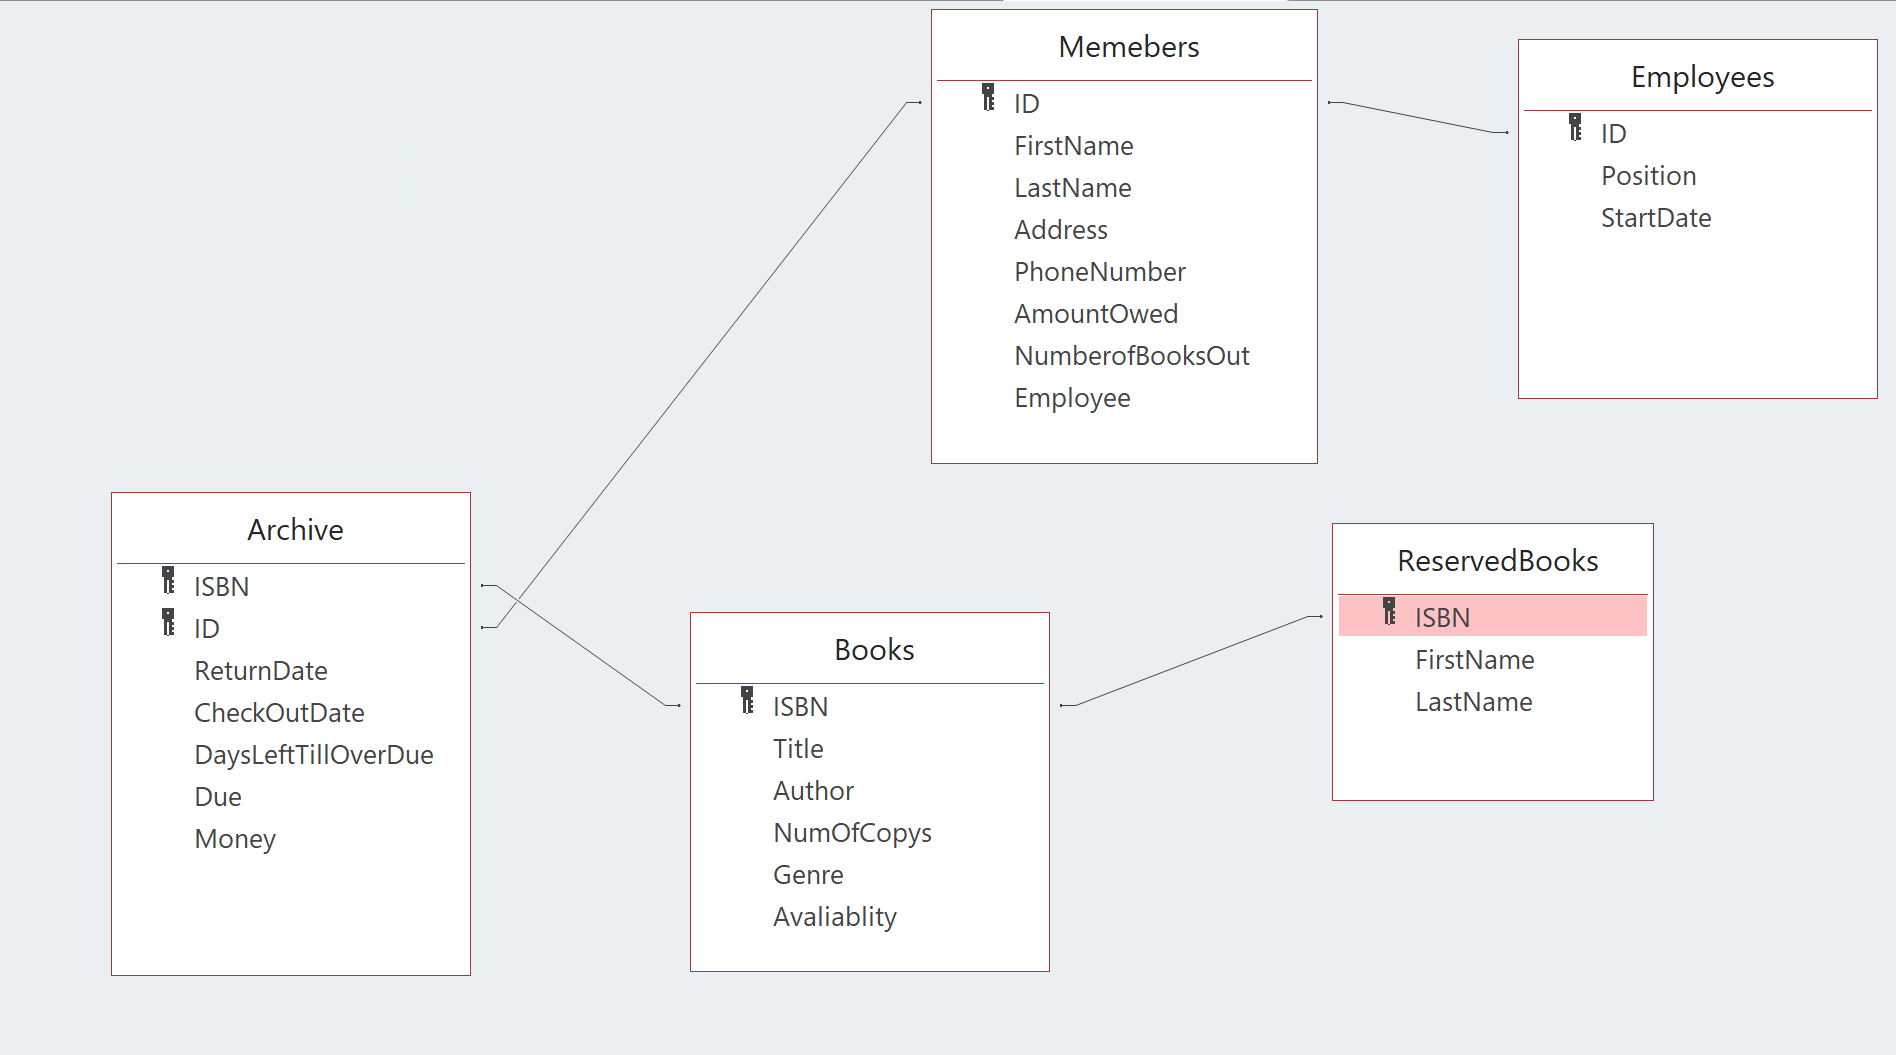 Memebers
ID
FirstName
LastName
Address
PhoneNumber
AmountOwed
NumberofBooksOut
Employee
Employees
ID
Position
StartDate
Archive
ISBN
ID
ReturnDate
CheckOutDate
DaysLeftTillOverDue
Due
Money
Books
ISBN
Title
Author
NumOfCopys
Genre
Avaliablity
ReservedBooks
ISBN
FirstName
LastName